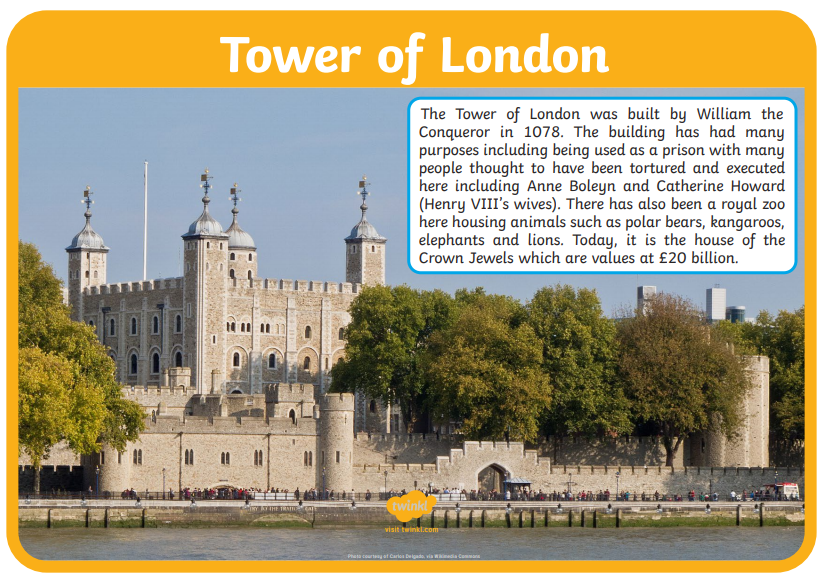 Tower of London
The Tower of London was built by William the
Conqueror in 1078. The building has had many
purposes including being used as a prison with many
people thought to have been tortured and executed
here including Anne Boleyn and Catherine Howard
(Henry VIII's wives). There has also been a royal zoo
here housing animals such as polar bears, kangaroos,
elephants and lions. Today, it is the house of the
Crown Jewels which are values at £20 billion.
twinkl
visit twinkl.com
Photo courtesy of Carlos Delgado, via Wikimedia Commons